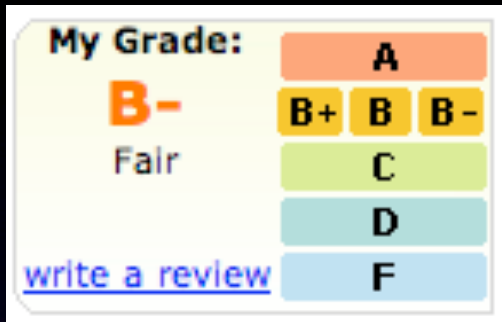 My Grade:
B-
Fair
write a review
A
B+ B B-
C
D
F